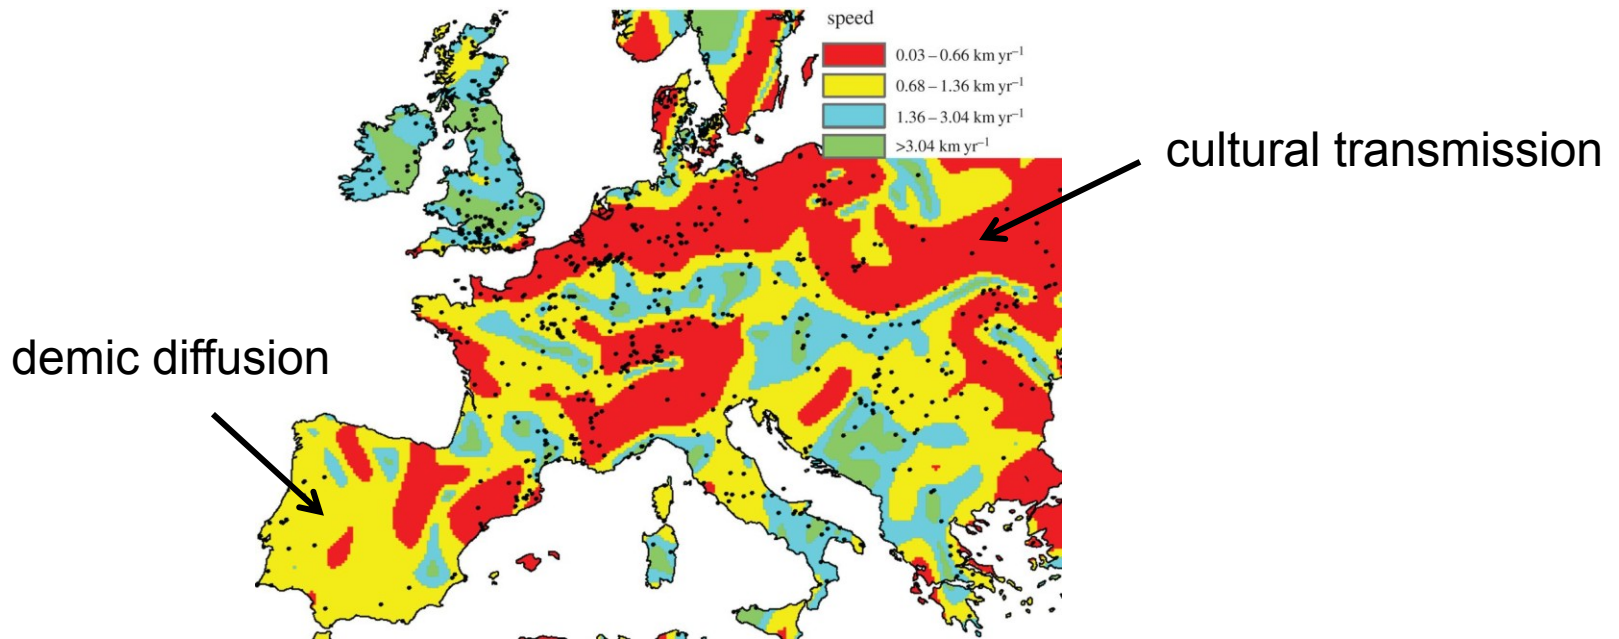 speed
0.03 – 0.66 km yr⁻¹
0.68 – 1.36 km yr⁻¹
1.36 – 3.04 km yr⁻¹
>3.04 km yr⁻¹
cultural transmission
demic diffusion